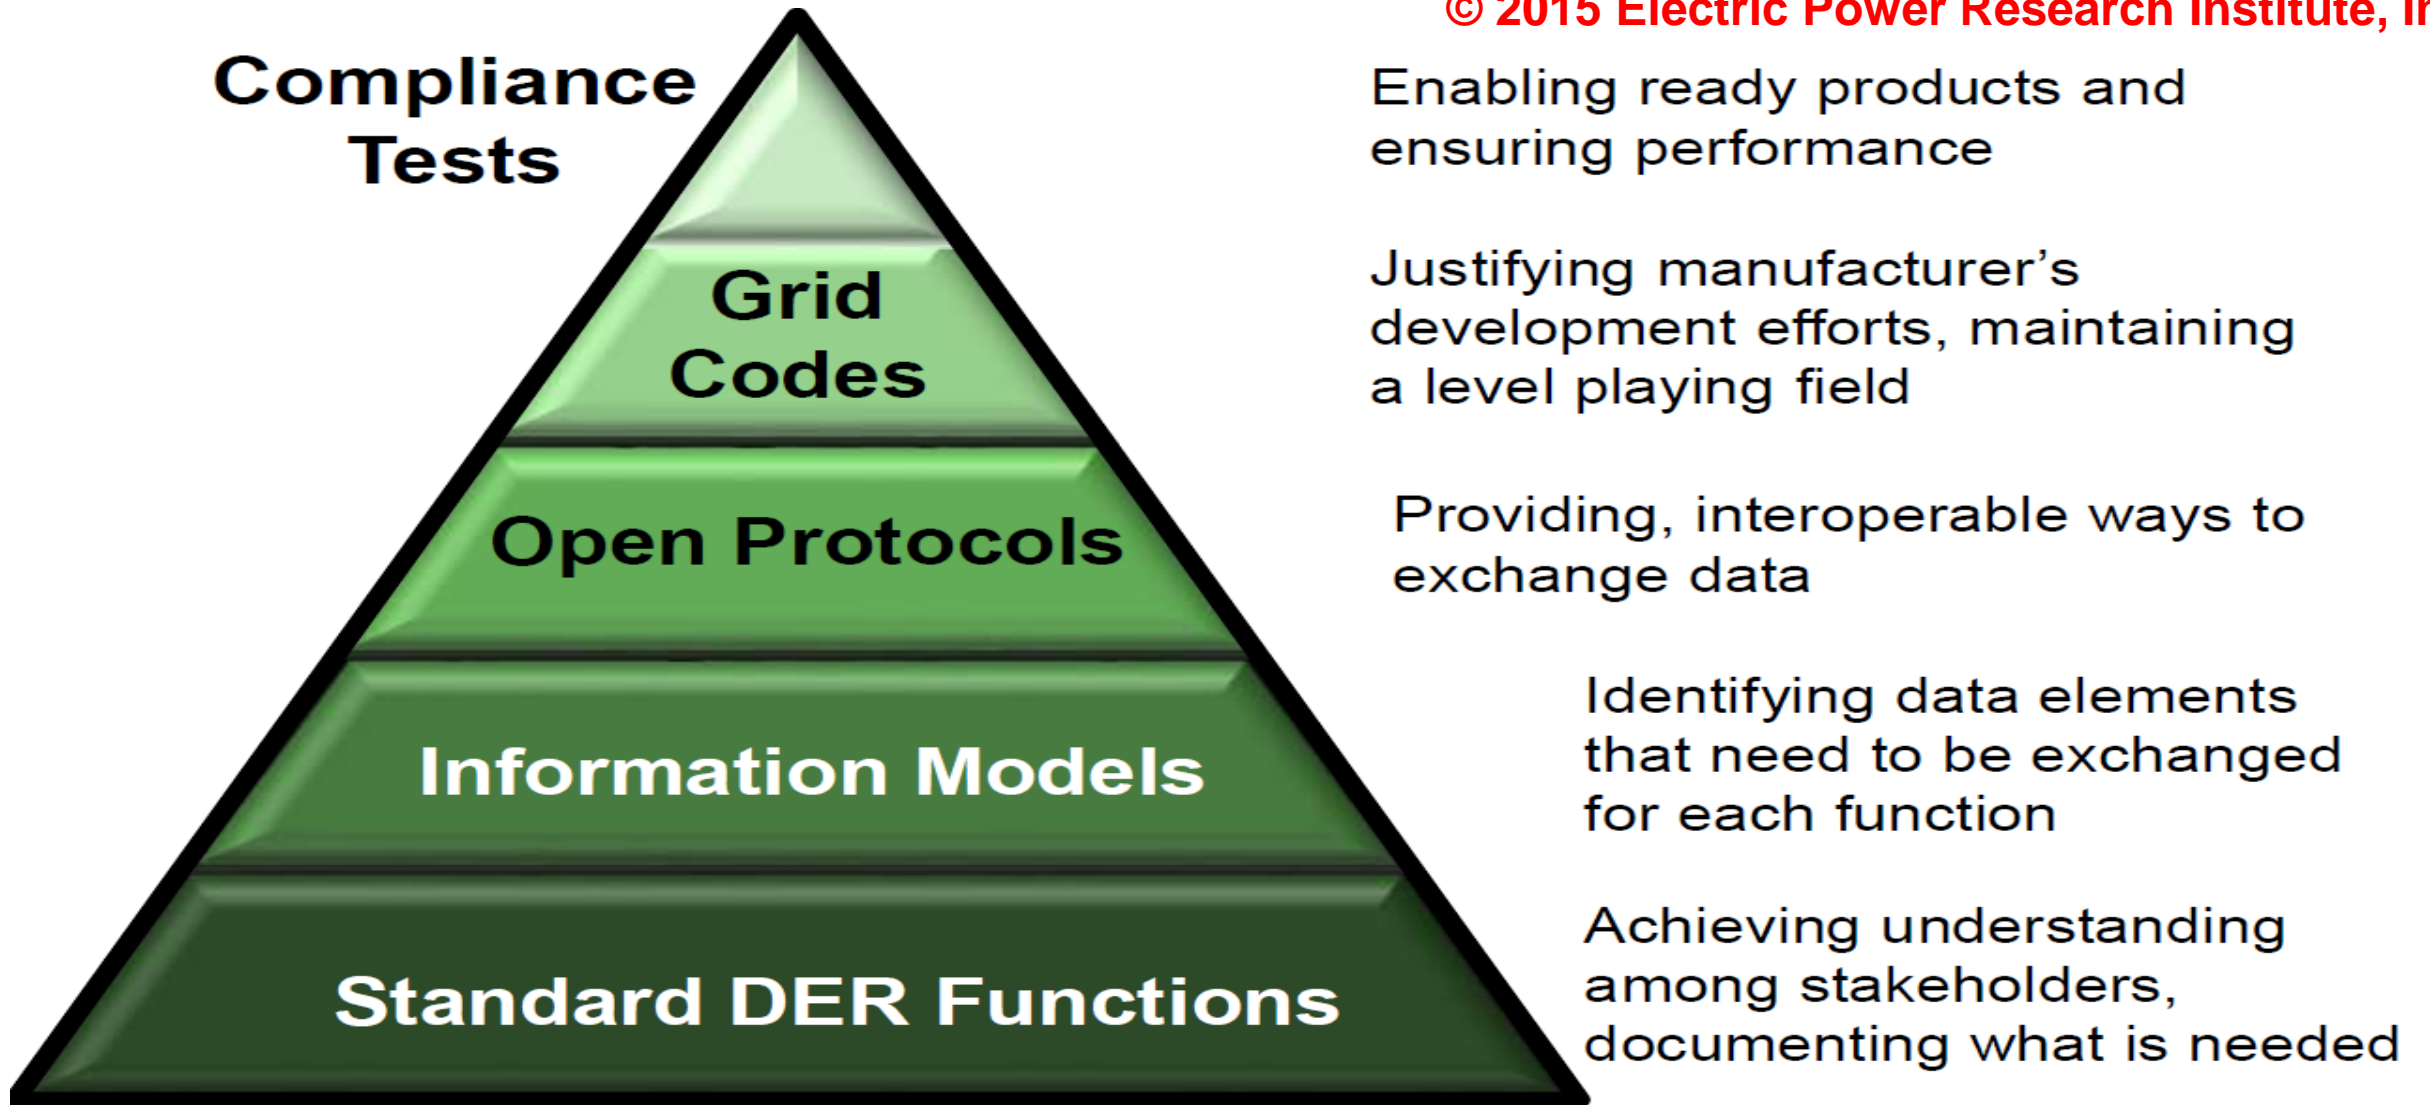 © 2015 Electric Power Research Institute,
Compliance
Tests
Enabling ready products and
ensuring performance
Grid
Codes
Justifying manufacturer’s
development efforts, maintaining
a level playing field
Open Protocols
Providing, interoperable ways to
exchange data
Information Models
Identifying data elements
that need to be exchanged
for each function
Standard DER Functions
Achieving understanding
among stakeholders,
documenting what is needed